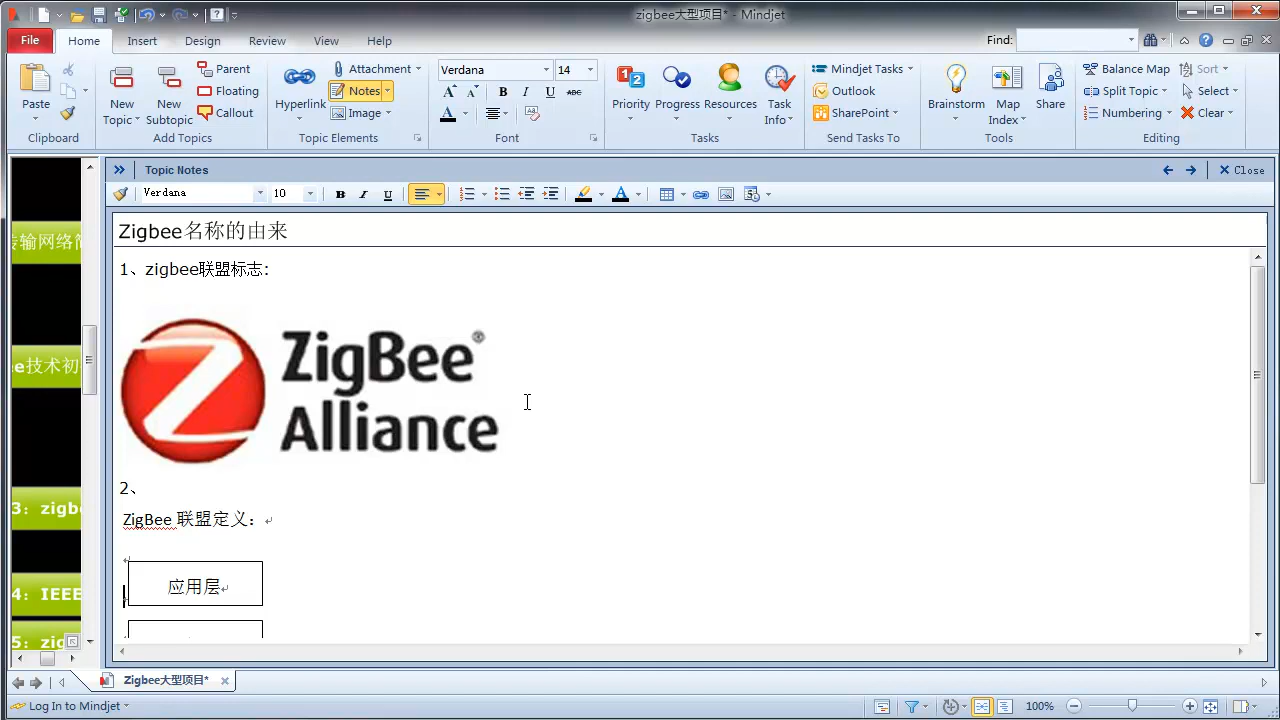 zigbee大型项目* - Mindjet
File
Home
Insert
Design
Review
View
Help
Find:
Paste
New Topic
New Subtopic
Parent
Floating
Callout
Hyperlink
Attachment
Notes
Image
Verdana
14
B I U ABC
A
Priority
Progress
Resources
Task Info
Mindjet Tasks
Outlook
SharePoint
Brainstorm
Map Index
Share
Balance Map
Split Topic
Numbering
Sort
Select
Clear
Clipboard
Add Topics
Topic Elements
Font
Tasks
Send Tasks To
Tools
Editing
Topic Notes
Close
Verdana
10
B I U
A
传输网络简
e技术初
3：zigbe
4：IEEE
5：zig
Zigbee名称的由来
1、zigbee联盟标志:
ZigBee®
Alliance
2、
ZigBee 联盟定义：
应用层
Zigbee大型项目*
Log In to Mindjet
100%